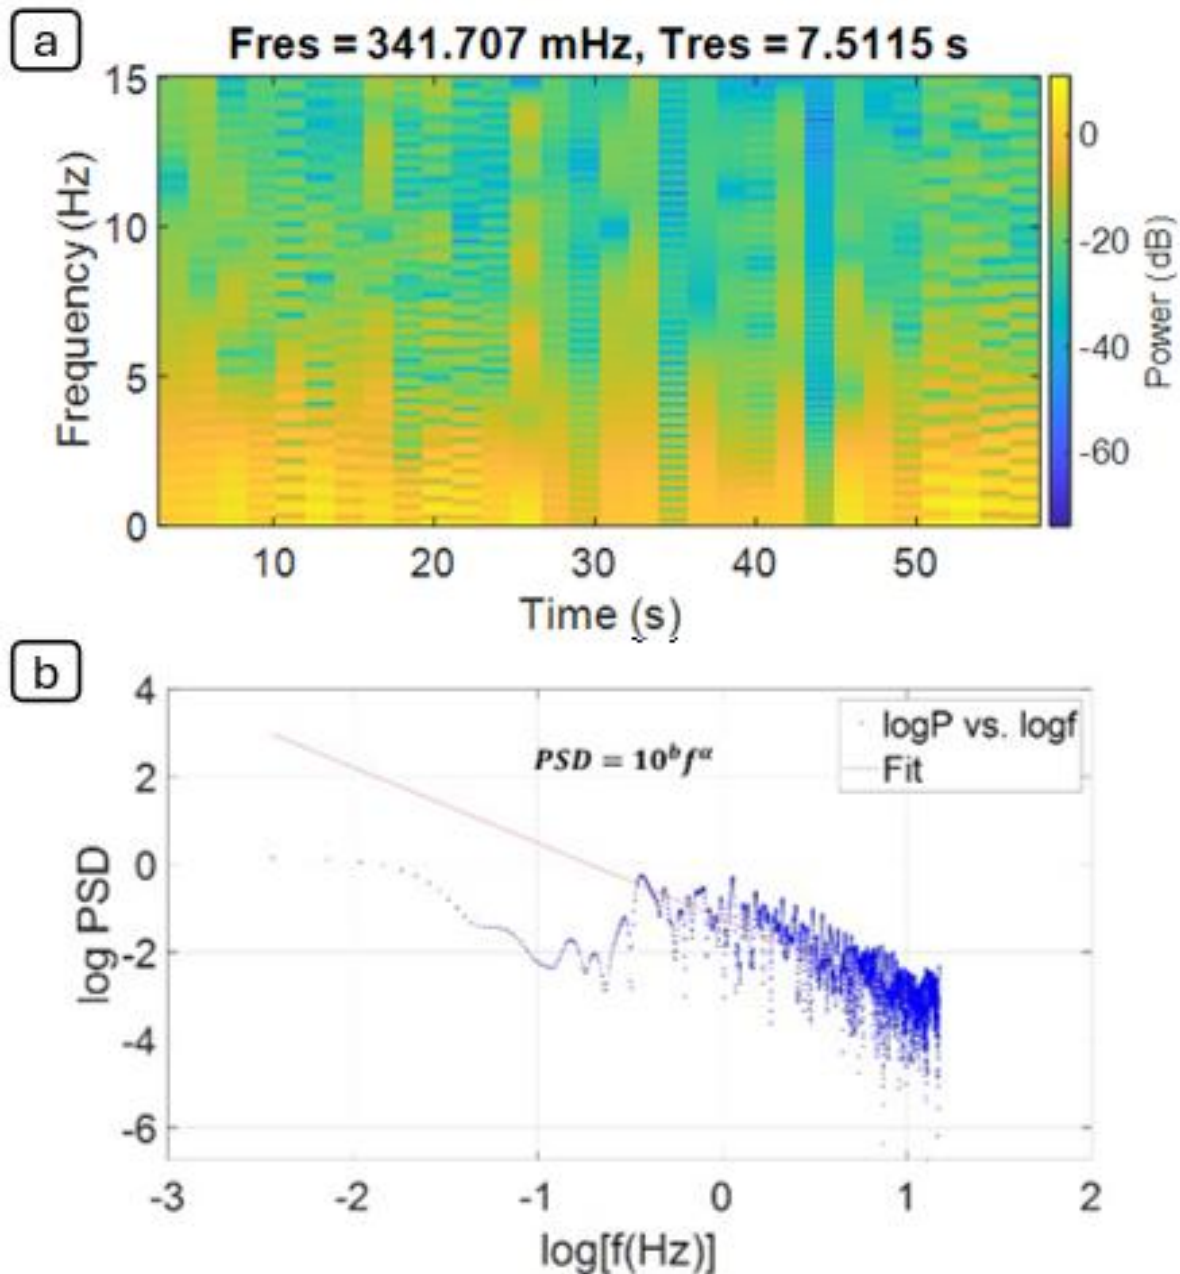 a
Fres = 341.707 mHz, Tres = 7.5115 s
15
10
5
0
Frequency (Hz)
10
20
30
40
50
Time (s)
0
-20
-40
-60
Power (dB)
b
4
2
0
-2
-4
-6
log PSD
PSD = 10^b f^α
logP vs. logf
Fit
-3
-2
-1
0
1
2
log[f(Hz)]